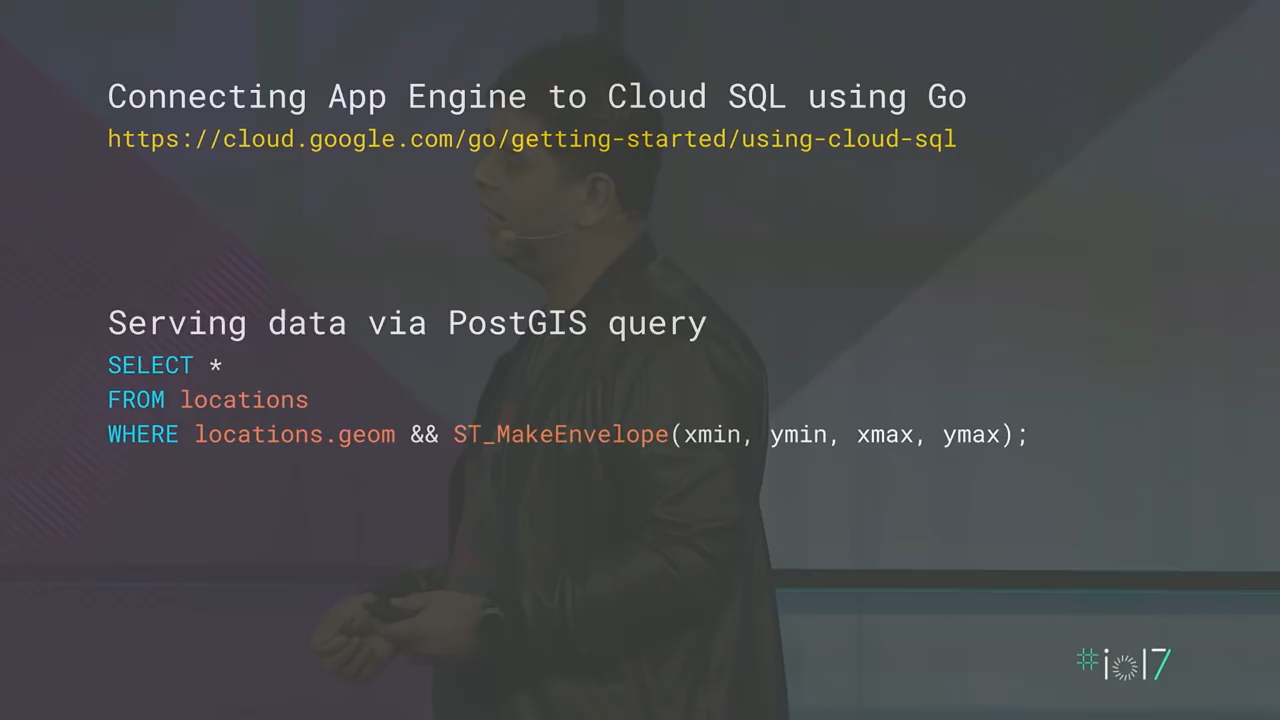 Connecting App Engine to Cloud SQL using Go
https://cloud.google.com/go/getting-started/using-cloud-sql
Serving data via PostGIS query
SELECT *
FROM locations
WHERE locations.geom && ST_MakeEnvelope(xmin, ymin, xmax, ymax);
#io17